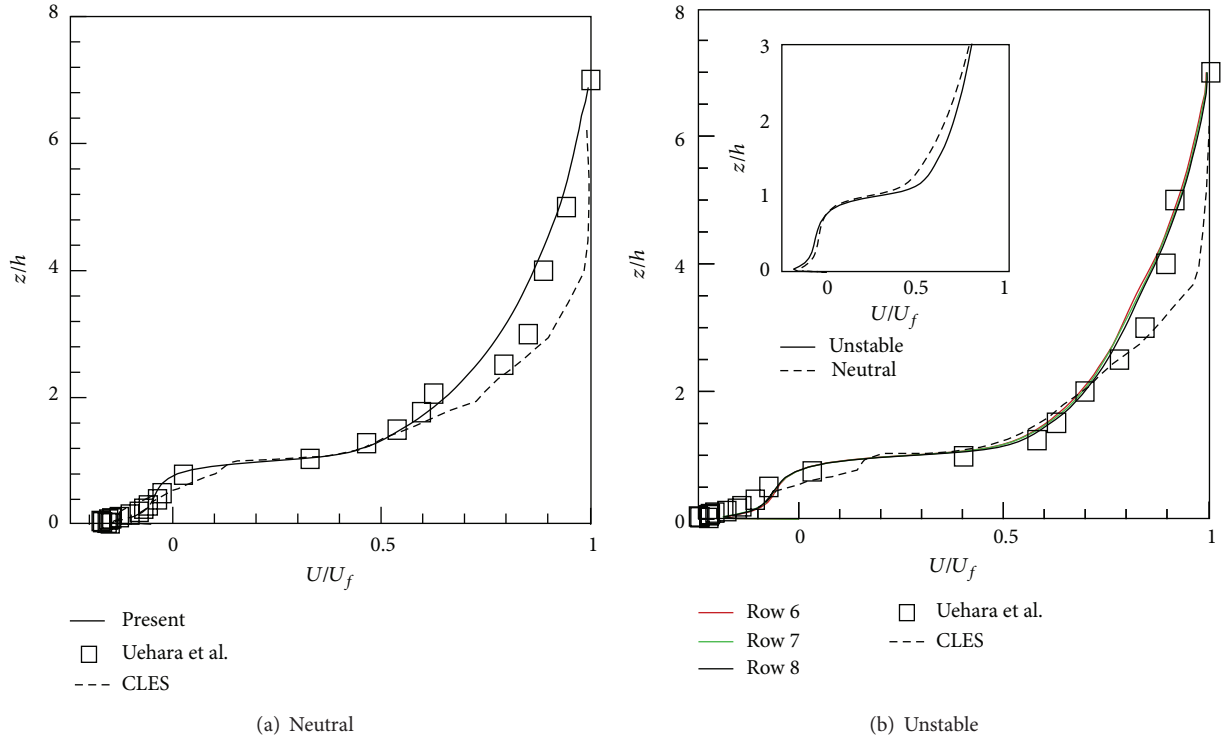 8
6
4
2
0
z/h
0
0.5
1
U/U_f
Present
Uehara et al.
CLES
(a) Neutral
8
6
4
2
0
z/h
3
2
1
0
z/h
0
0.5
1
U/U_f
Unstable
Neutral
0
0.5
1
U/U_f
Row 6
Row 7
Row 8
Uehara et al.
CLES
(b) Unstable